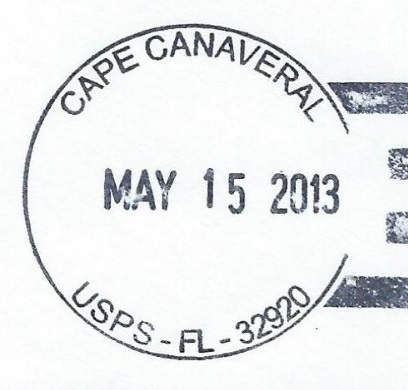 CAPE CANAVERAL
MAY 15 2013
USPS - FL - 32920